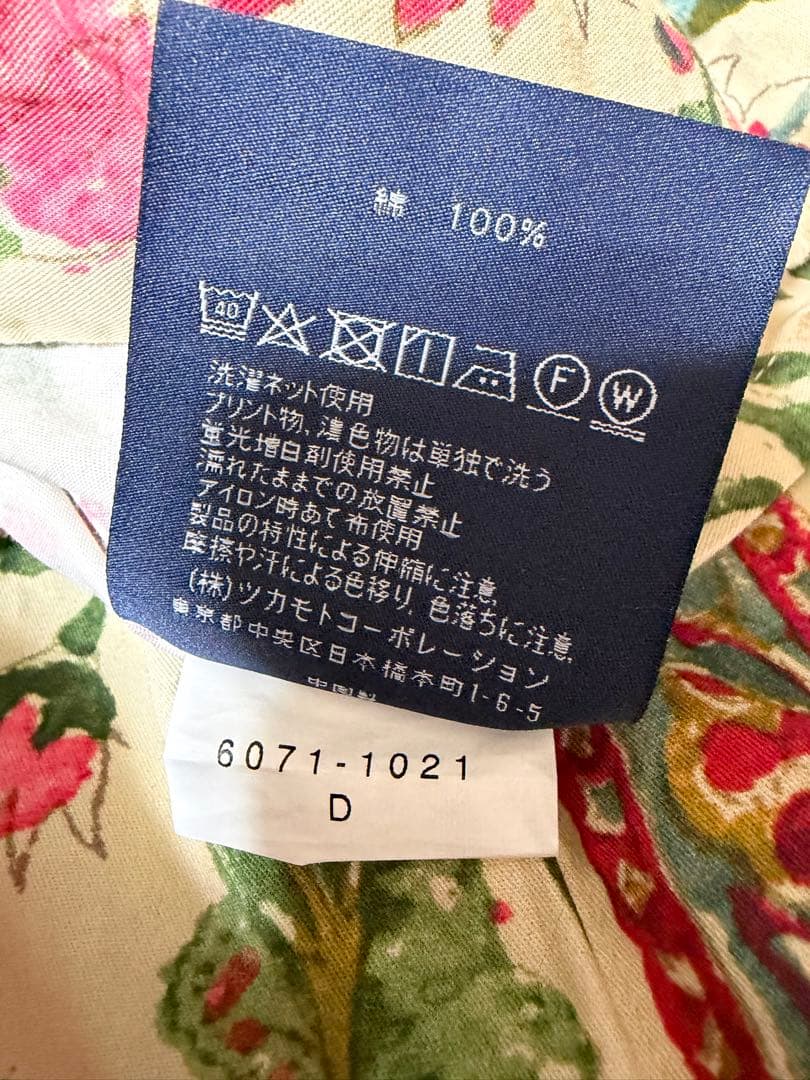 綿 100%
40 F W
洗濯ネット使用
プリント物、濃色物は単独で洗う
蛍光増白剤使用禁止
濡れたままでの放置禁止
アイロン時あて布使用
製品の特性による伸縮に注意
摩擦や汗による色移り、色落ちに注意
(株)ツカモトコーポレーション
東京都中央区日本橋本町1-6-5
中国製
6071-1021
D